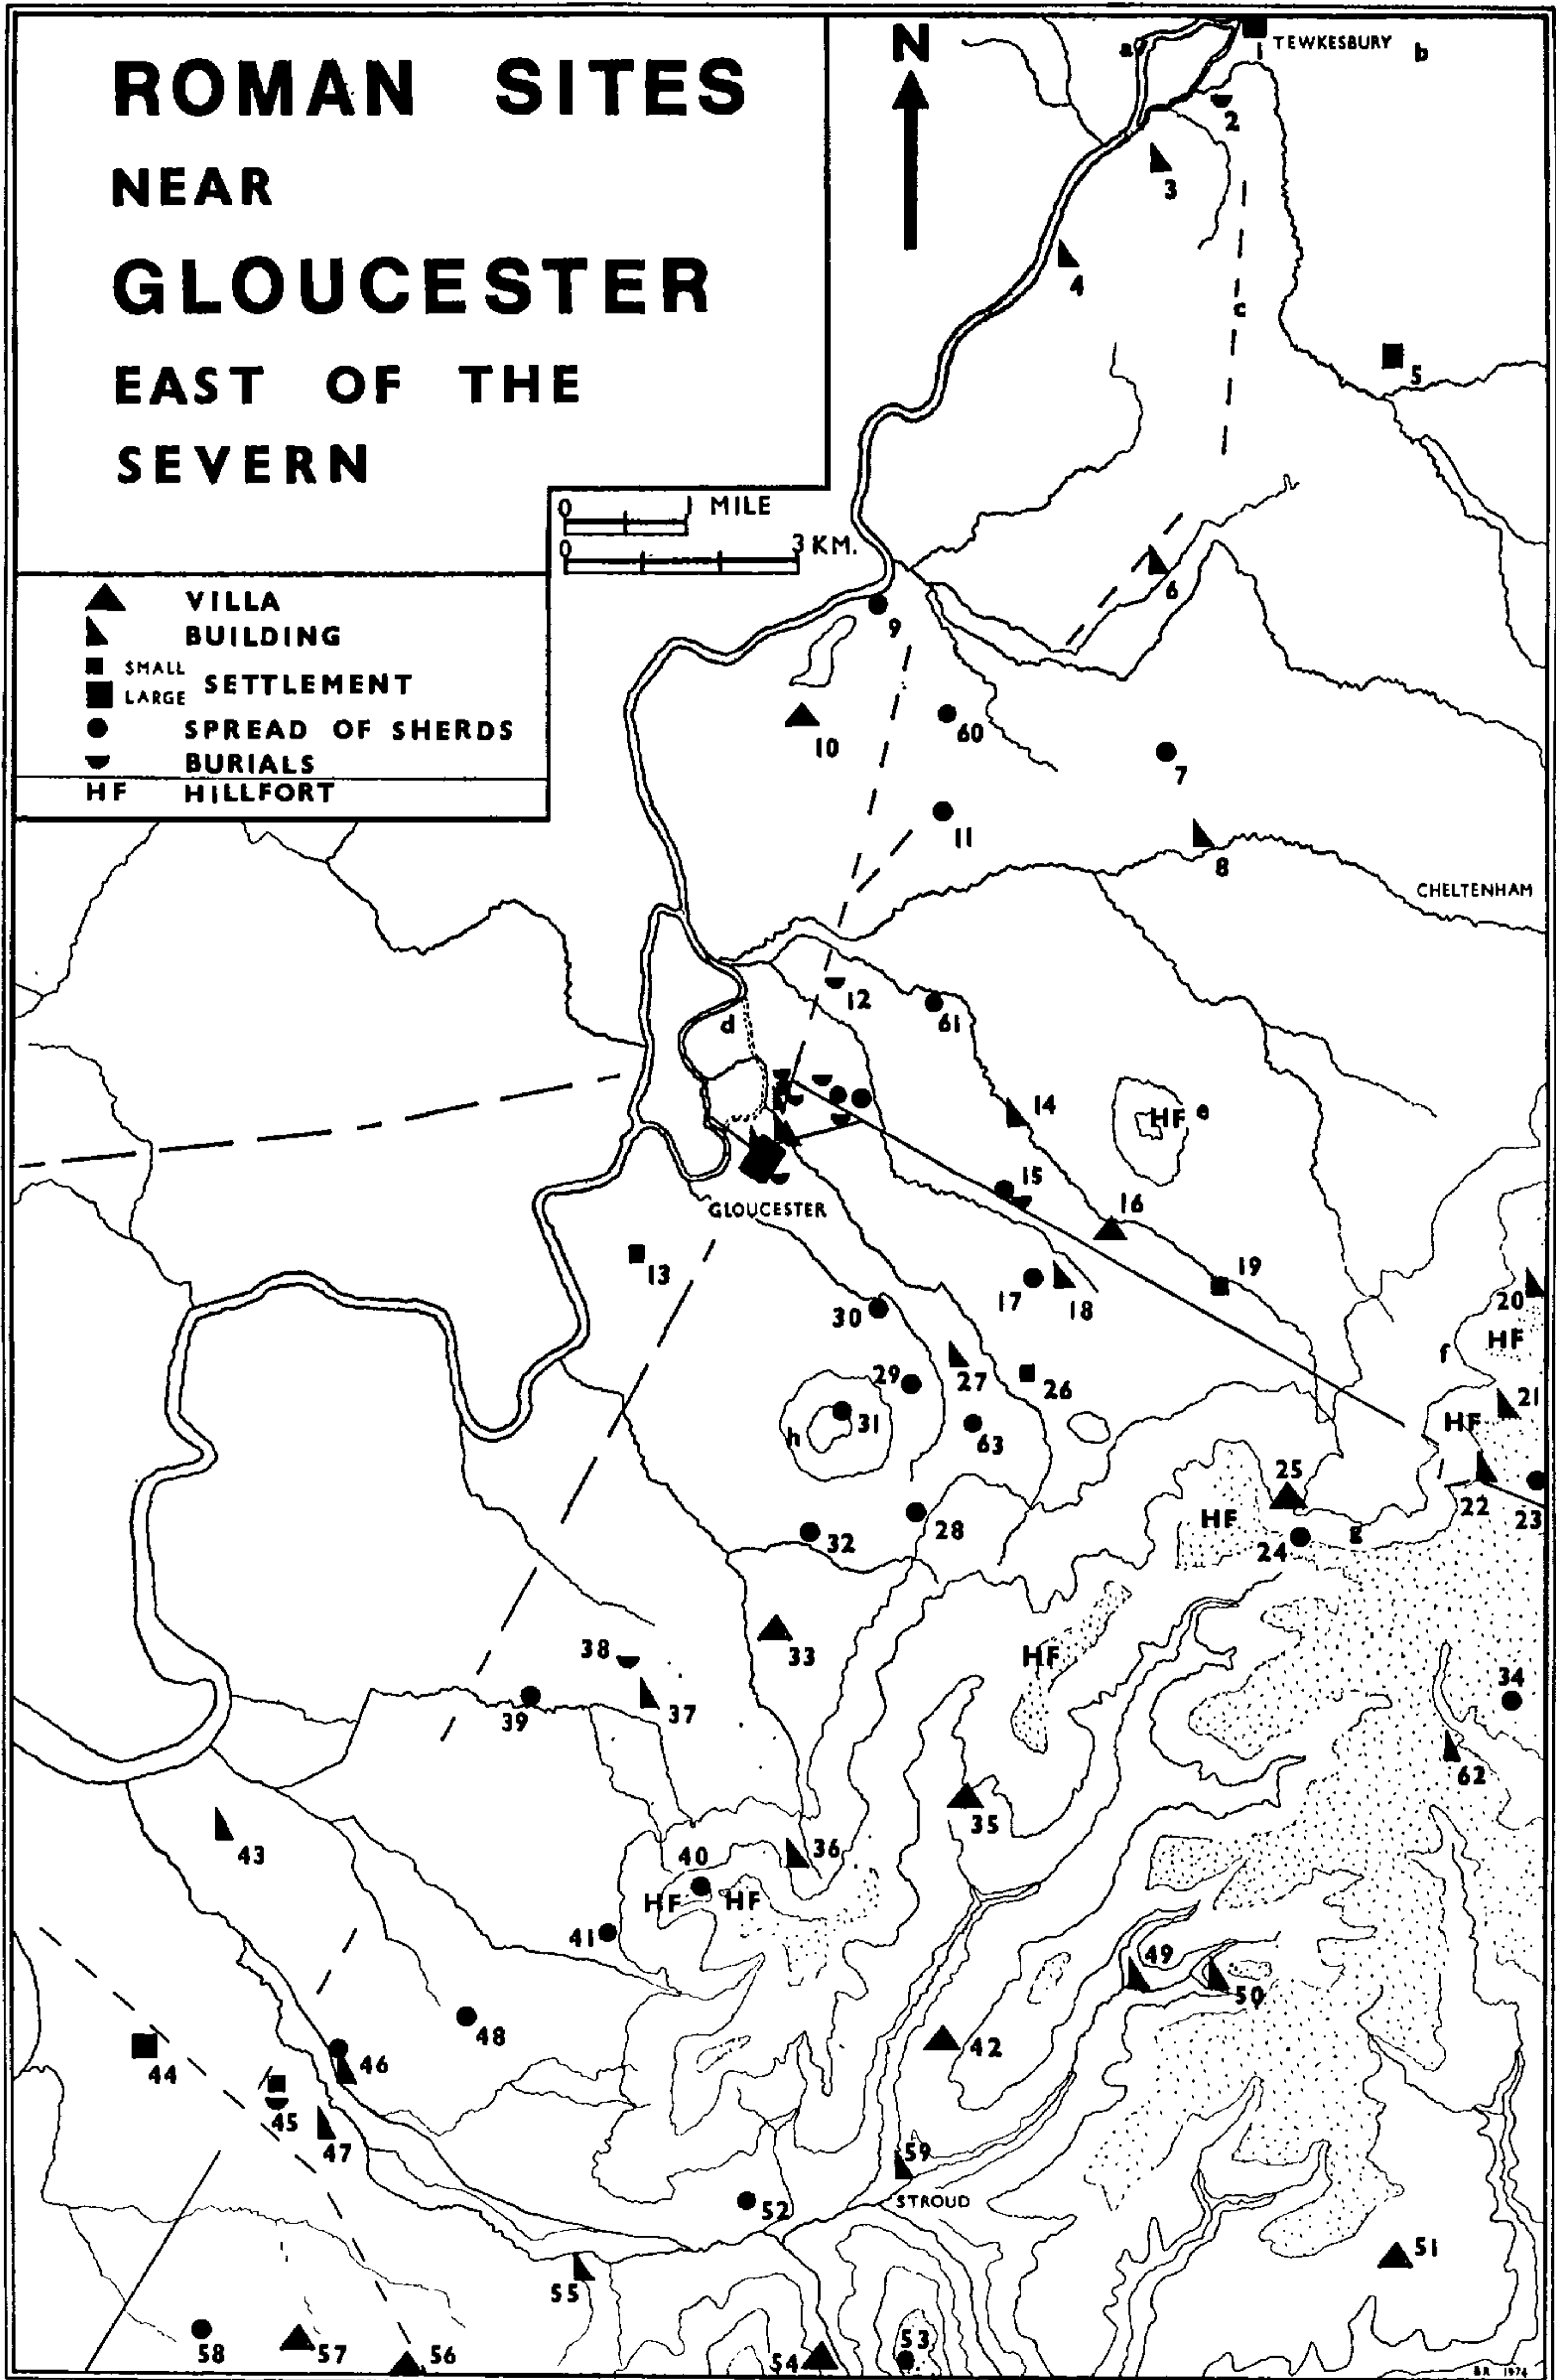 ROMAN SITES
NEAR
GLOUCESTER
EAST OF THE
SEVERN
0 1 MILE
0 3 KM.
VILLA
BUILDING
SMALL
LARGE SETTLEMENT
SPREAD OF SHERDS
BURIALS
HF HILLFORT
N
a
1 TEWKESBURY b
2
3
4
c
5
6
9
10
60
7
11
8
CHELTENHAM
12
61
d
14
HF e
15
GLOUCESTER
16
13
19
17
18
20
30
HF
f
27
29
26
21
31
h
63
HF
25
22
23
HF
28
32
24
g
33
HF
38
34
37
39
62
35
43
36
40
HF HF
41
49
50
48
42
46
44
45
47
59
STROUD
52
51
55
53
58
57
56
54
BR 1974